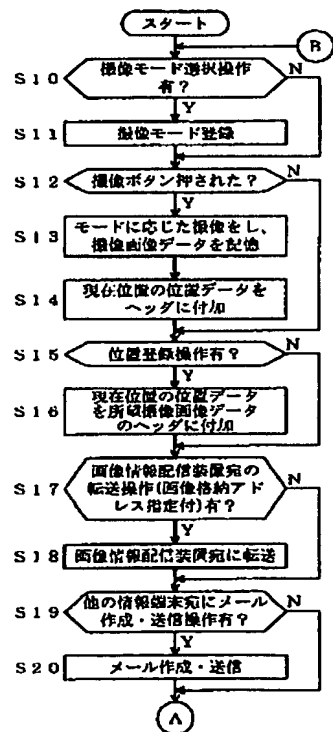 スタート
B
S10
撮像モード選択操作
有?
N
Y
S11
撮像モード登録
S12
撮像ボタン押された?
N
Y
S13
モードに応じた撮像をし、
撮像画像データを記憶
S14
現在位置の位置データを
ヘッダに付加
S15
位置登録操作有?
N
Y
S16
現在位置の位置データ
を所望撮像画像データ
のヘッダに付加
S17
画像情報配信装置宛の
転送操作(画像格納アド
レス指定付)有?
N
Y
S18
画像情報配信装置宛に転送
S19
他の情報端末宛にメール
作成・送信操作有?
N
Y
S20
メール作成・送信
A